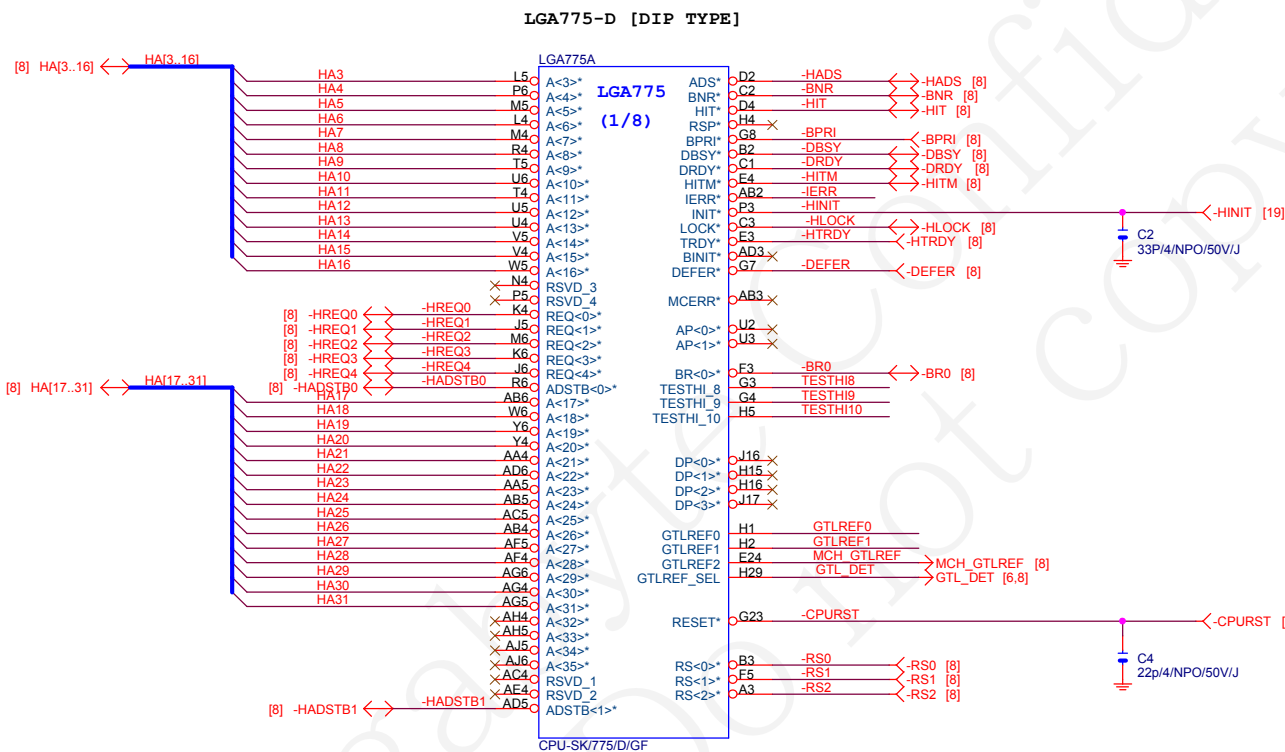 LGA775-D [DIP TYPE]
LGA775A
LGA775
(1/8)
[8] HA[3..16] HA[3..16]
HA3 L5 A<3>*
HA4 P6 A<4>*
HA5 M5 A<5>*
HA6 L4 A<6>*
HA7 M4 A<7>*
HA8 R4 A<8>*
HA9 T5 A<9>*
HA10 U6 A<10>*
HA11 T4 A<11>*
HA12 U5 A<12>*
HA13 U4 A<13>*
HA14 V5 A<14>*
HA15 V4 A<15>*
HA16 W5 A<16>*
N4 RSVD_3
P5 RSVD_4
[8] -HREQ0 -HREQ0 K4 REQ<0>*
[8] -HREQ1 -HREQ1 J5 REQ<1>*
[8] -HREQ2 -HREQ2 M6 REQ<2>*
[8] -HREQ3 -HREQ3 K6 REQ<3>*
[8] -HREQ4 -HREQ4 J6 REQ<4>*
[8] -HADSTB0 -HADSTB0 R6 ADSTB<0>*
[8] HA[17..31] HA[17..31]
HA17 AB6 A<17>*
HA18 W6 A<18>*
HA19 Y6 A<19>*
HA20 Y4 A<20>*
HA21 AA4 A<21>*
HA22 AD6 A<22>*
HA23 AA5 A<23>*
HA24 AB5 A<24>*
HA25 AC5 A<25>*
HA26 AB4 A<26>*
HA27 AF5 A<27>*
HA28 AF4 A<28>*
HA29 AG6 A<29>*
HA30 AG4 A<30>*
HA31 AG5 A<31>*
AH4 A<32>*
AH5 A<33>*
AJ5 A<34>*
AJ6 A<35>*
AC4 RSVD_1
AE4 RSVD_2
[8] -HADSTB1 -HADSTB1 AD5 ADSTB<1>*
ADS* D2 -HADS -HADS [8]
BNR* C2 -BNR -BNR [8]
HIT* D4 -HIT -HIT [8]
RSP* H4
BPRI* G8 -BPRI -BPRI [8]
DBSY* B2 -DBSY -DBSY [8]
DRDY* C1 -DRDY -DRDY [8]
HITM* E4 -HITM -HITM [8]
IERR* AB2 -IERR
INIT* P3 -HINIT -HINIT [19]
LOCK* C3 -HLOCK -HLOCK [8]
TRDY* E3 -HTRDY -HTRDY [8]
BINIT* AD3
DEFER* G7 -DEFER -DEFER [8]
C2
33P/4/NPO/50V/J
MCERR* AB3
AP<0>* U2
AP<1>* U3
BR<0>* F3 -BR0 -BR0 [8]
TESTHI_8 G3 TESTHI8
TESTHI_9 G4 TESTHI9
TESTHI_10 H5 TESTHI10
DP<0>* J16
DP<1>* H15
DP<2>* H16
DP<3>* J17
GTLREF0 H1 GTLREF0
GTLREF1 H2 GTLREF1
GTLREF2 E24 MCH_GTLREF MCH_GTLREF [8]
GTLREF_SEL H29 GTL_DET GTL_DET [6,8]
RESET* G23 -CPURST -CPURST [
C4
22p/4/NPO/50V/J
RS<0>* B3 -RS0 -RS0 [8]
RS<1>* F5 -RS1 -RS1 [8]
RS<2>* A3 -RS2 -RS2 [8]
CPU-SK/775/D/GF